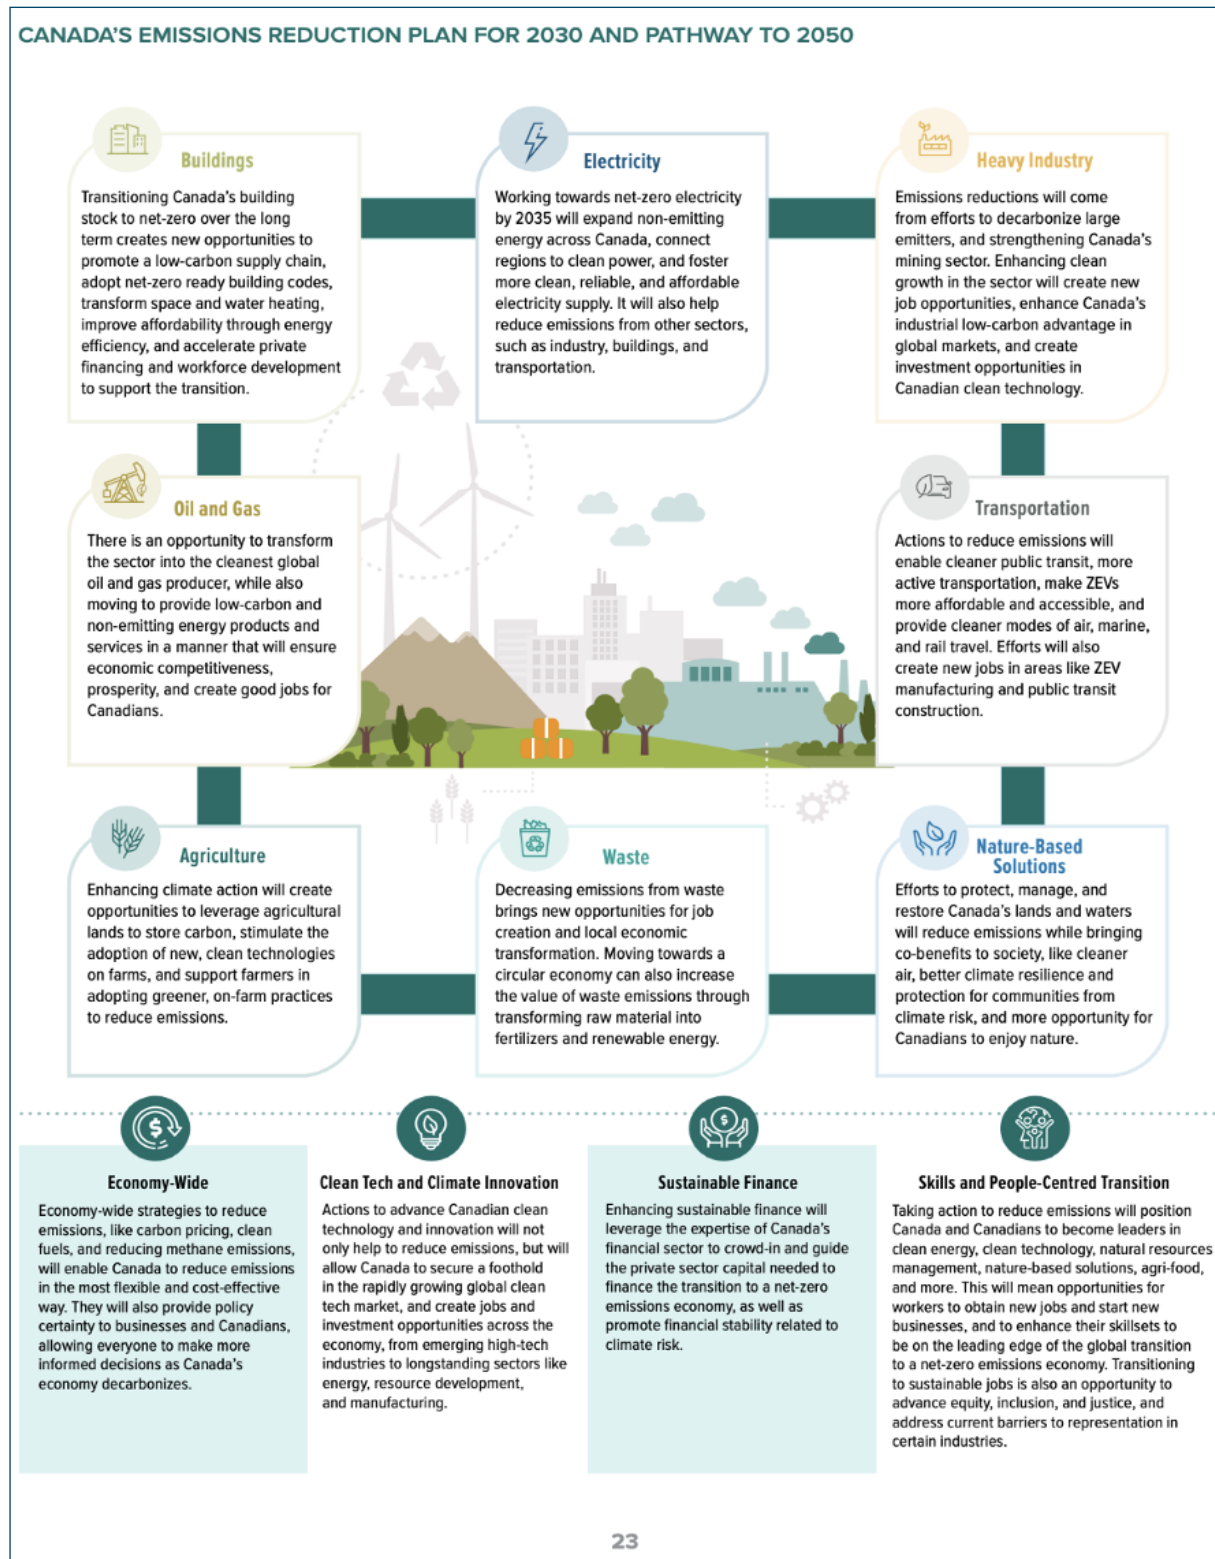 CANADA'S EMISSIONS REDUCTION PLAN FOR 2030 AND PATHWAY TO 2050
Buildings
Transitioning Canada's building
stock to net-zero over the long
term creates new opportunities to
promote a low-carbon supply chain,
adopt net-zero ready building codes,
transform space and water heating,
improve affordability through energy
efficiency, and accelerate private
financing and workforce development
to support the transition.
Electricity
Working towards net-zero electricity
by 2035 will expand non-emitting
energy across Canada, connect
regions to clean power, and foster
more clean, reliable, and affordable
electricity supply. It will also help
reduce emissions from other sectors,
such as industry, buildings, and
transportation.
Heavy Industry
Emissions reductions will come
from efforts to decarbonize large
emitters, and strengthening Canada's
mining sector. Enhancing clean
growth in the sector will create new
job opportunities, enhance Canada's
industrial low-carbon advantage in
global markets, and create
investment opportunities in
Canadian clean technology.
Oil and Gas
There is an opportunity to transform
the sector into the cleanest global
oil and gas producer, while also
moving to provide low-carbon and
non-emitting energy products and
services in a manner that will ensure
economic competitiveness,
prosperity, and create good jobs for
Canadians.
Transportation
Actions to reduce emissions will
enable cleaner public transit, more
active transportation, make ZEVs
more affordable and accessible, and
provide cleaner modes of air, marine,
and rail travel. Efforts will also
create new jobs in areas like ZEV
manufacturing and public transit
construction.
Agriculture
Enhancing climate action will create
opportunities to leverage agricultural
lands to store carbon, stimulate the
adoption of new, clean technologies
on farms, and support farmers in
adopting greener, on-farm practices
to reduce emissions.
Waste
Decreasing emissions from waste
brings new opportunities for job
creation and local economic
transformation. Moving towards a
circular economy can also increase
the value of waste emissions through
transforming raw material into
fertilizers and renewable energy.
Nature-Based
Solutions
Efforts to protect, manage, and
restore Canada's lands and waters
will reduce emissions while bringing
co-benefits to society, like cleaner
air, better climate resilience and
protection for communities from
climate risk, and more opportunity for
Canadians to enjoy nature.
Economy-Wide
Economy-wide strategies to reduce
emissions, like carbon pricing, clean
fuels, and reducing methane emissions,
will enable Canada to reduce emissions
in the most flexible and cost-effective
way. They will also provide policy
certainty to businesses and Canadians,
allowing everyone to make more
informed decisions as Canada's
economy decarbonizes.
Clean Tech and Climate Innovation
Actions to advance Canadian clean
technology and innovation will not
only help to reduce emissions, but will
allow Canada to secure a foothold
in the rapidly growing global clean
tech market, and create jobs and
investment opportunities across the
economy, from emerging high-tech
industries to longstanding sectors like
energy, resource development,
and manufacturing.
Sustainable Finance
Enhancing sustainable finance will
leverage the expertise of Canada's
financial sector to crowd-in and guide
the private sector capital needed to
finance the transition to a net-zero
emissions economy, as well as
promote financial stability related to
climate risk.
Skills and People-Centred Transition
Taking action to reduce emissions will position
Canada and Canadians to become leaders in
clean energy, clean technology, natural resources
management, nature-based solutions, agri-food,
and more. This will mean opportunities for
workers to obtain new jobs and start new
businesses, and to enhance their skillsets to
be on the leading edge of the global transition
to a net-zero emissions economy. Transitioning
to sustainable jobs is also an opportunity to
advance equity, inclusion, and justice, and
address current barriers to representation in
certain industries.
23